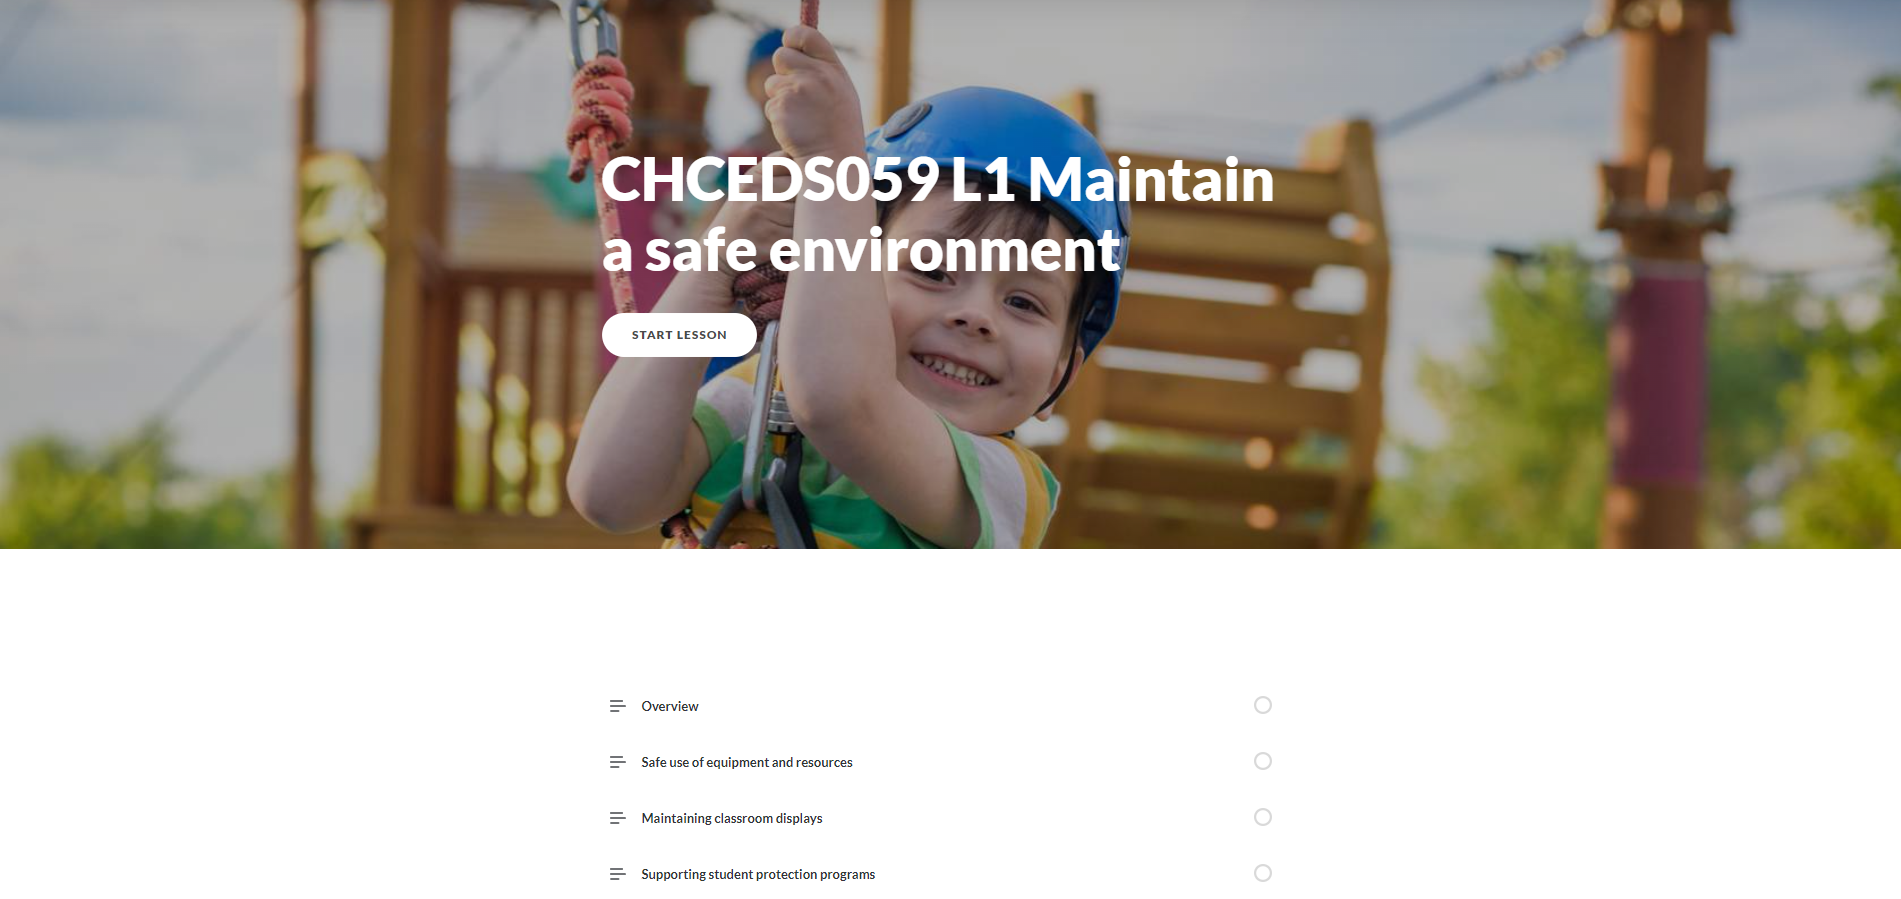 CHCEDS059 L1 Maintain
a safe environment
START LESSON
Overview
Safe use of equipment and resources
Maintaining classroom displays
Supporting student protection programs